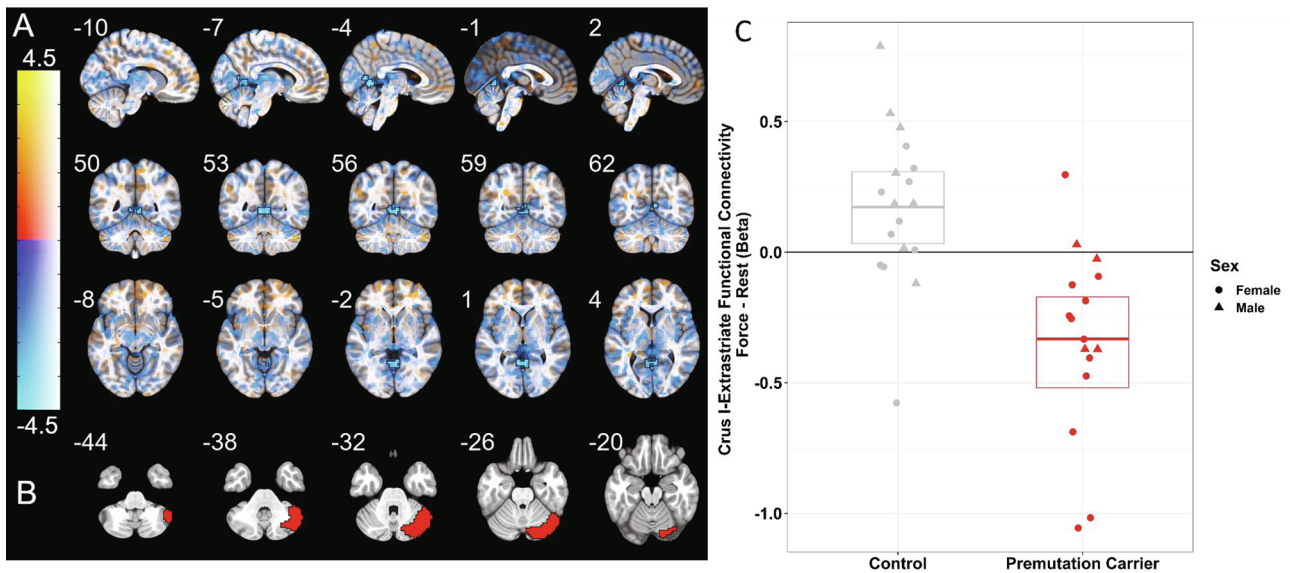 A
4.5
-4.5
-10 -7 -4 -1 2
50 53 56 59 62
-8 -5 -2 1 4
B
-44 -38 -32 -26 -20
C
Crus I-Extrastriate Functional Connectivity
Force - Rest (Beta)
0.5
0.0
-0.5
-1.0
Control Premutation Carrier
Sex
Female
Male